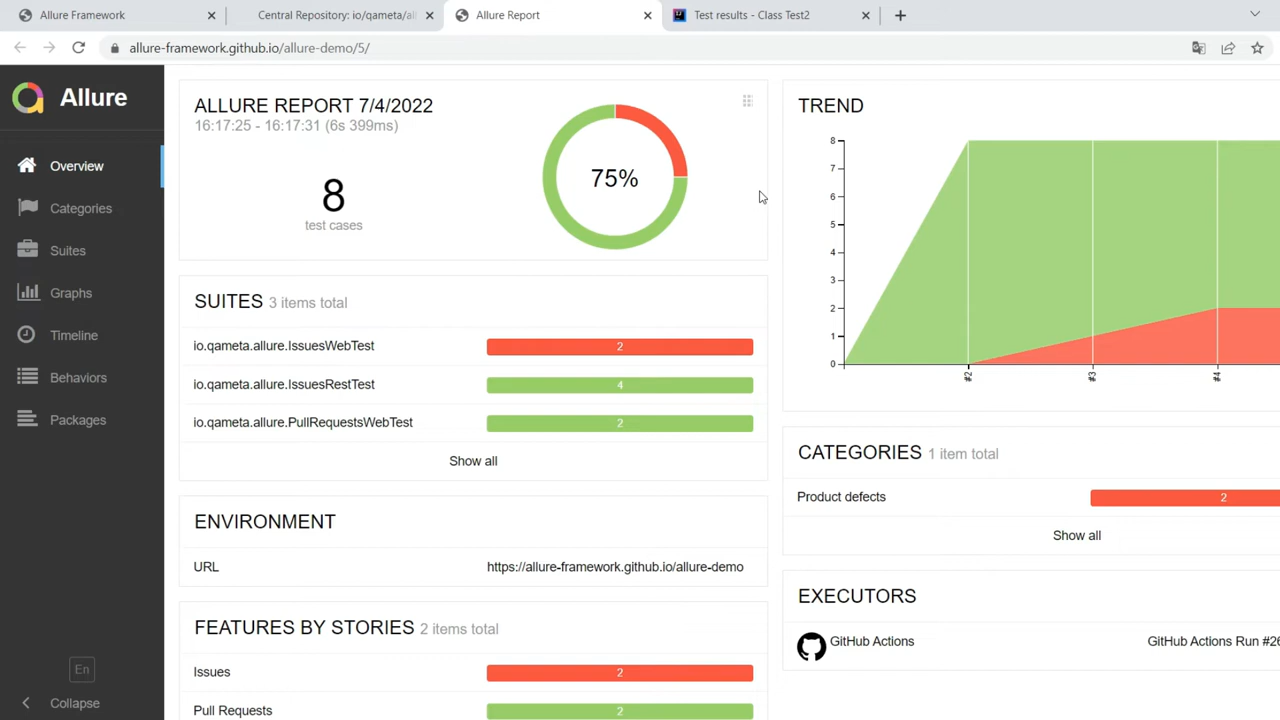 Allure Framework
Central Repository: io/qameta/all
Allure Report
Test results - Class Test2
allure-framework.github.io/allure-demo/5/
Allure
Overview
Categories
Suites
Graphs
Timeline
Behaviors
Packages
En
Collapse
ALLURE REPORT 7/4/2022
16:17:25 - 16:17:31 (6s 399ms)
8
test cases
75%
SUITES 3 items total
io.qameta.allure.IssuesWebTest 2
io.qameta.allure.IssuesRestTest 4
io.qameta.allure.PullRequestsWebTest 2
Show all
ENVIRONMENT
URL https://allure-framework.github.io/allure-demo
FEATURES BY STORIES 2 items total
Issues 2
Pull Requests 2
TREND
8
7
6
5
4
3
2
1
0
#2 #3 #4
CATEGORIES 1 item total
Product defects 2
Show all
EXECUTORS
GitHub Actions GitHub Actions Run #26